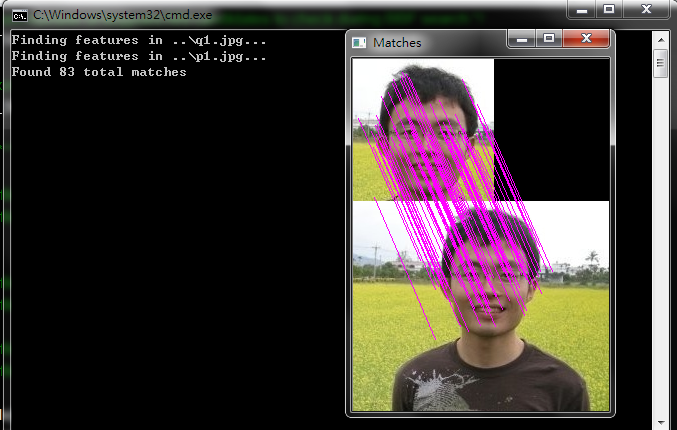 C:\Windows\system32\cmd.exe
Finding features in ..\q1.jpg...
Finding features in ..\p1.jpg...
Found 83 total matches
Matches